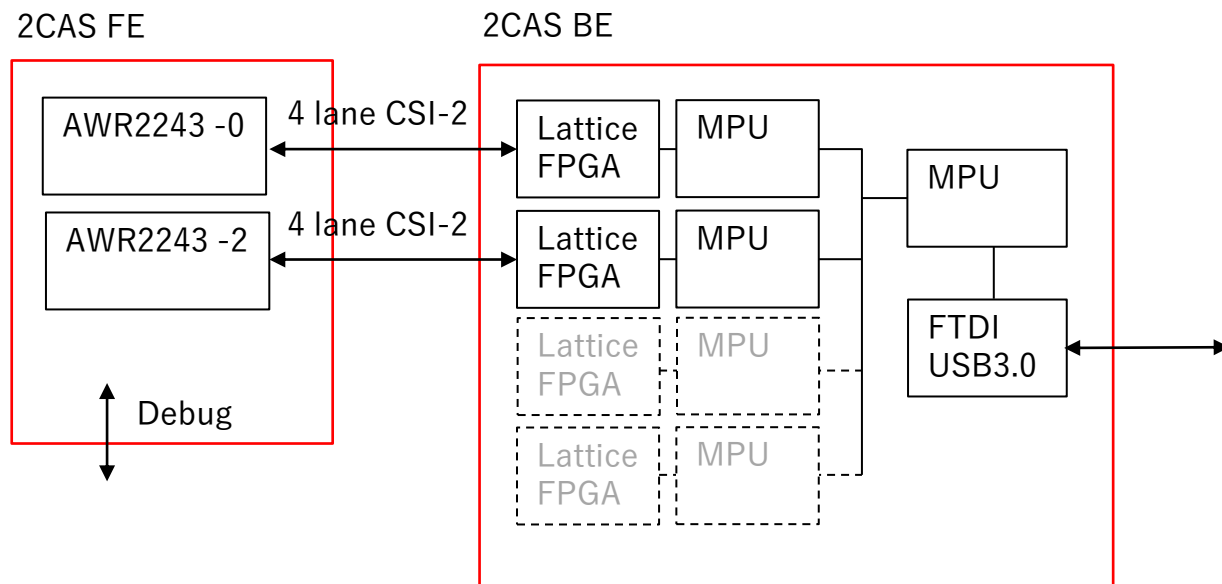 2CAS FE
2CAS BE
AWR2243 -0
4 lane CSI-2
Lattice
FPGA
MPU
MPU
AWR2243 -2
4 lane CSI-2
Lattice
FPGA
MPU
FTDI
USB3.0
Lattice
FPGA
MPU
Debug
Lattice
FPGA
MPU